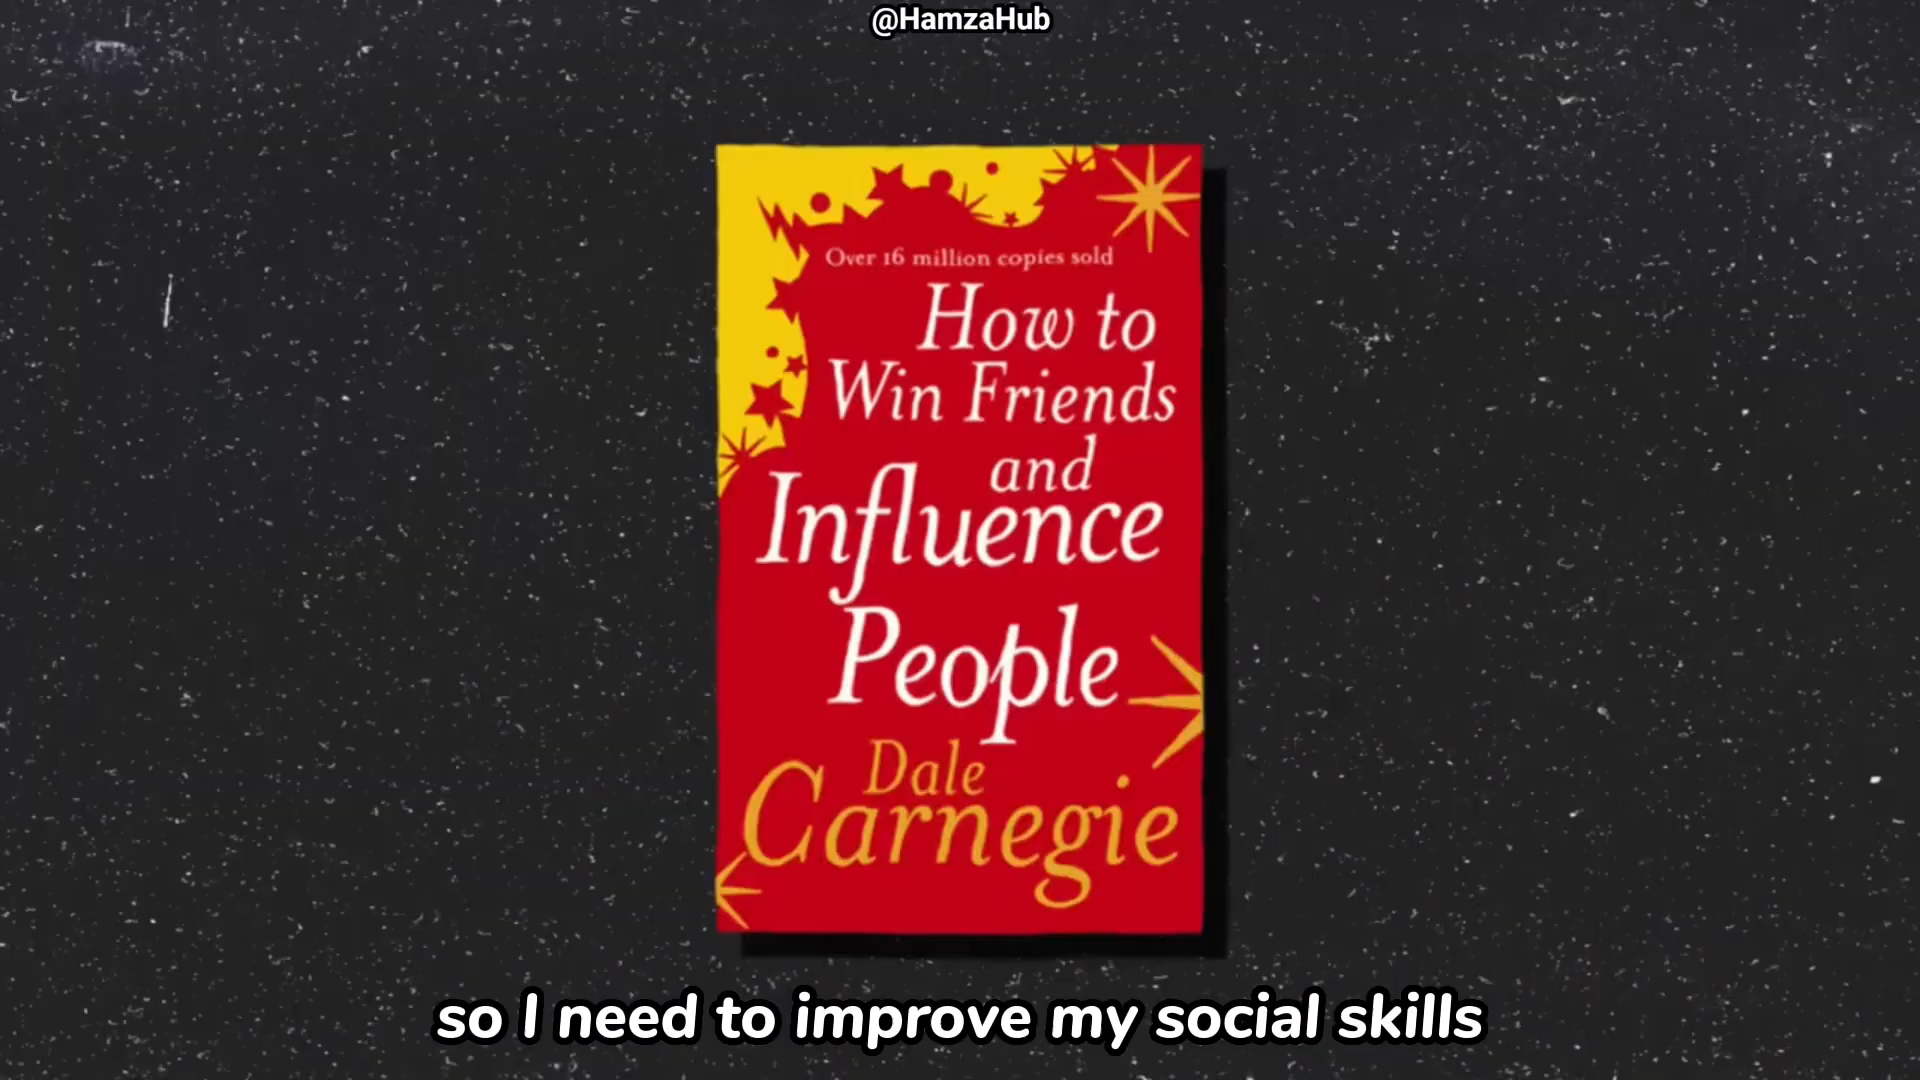 @HamzaHub
Over 16 million copies sold
How to
Win Friends
and
Influence
People
Dale
Carnegie
so I need to improve my social skills